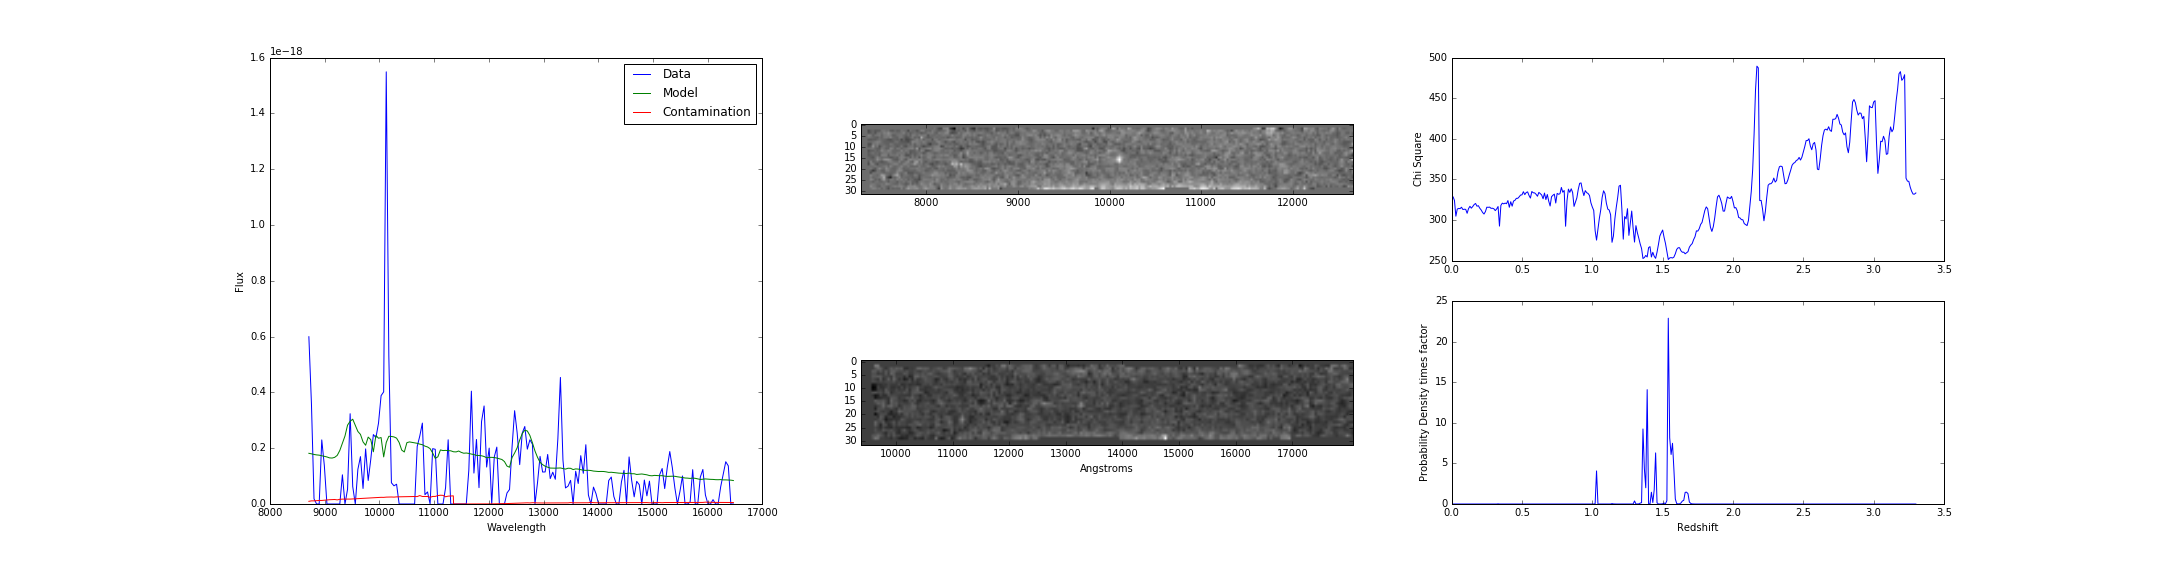 1e−18
1.6
1.4
1.2
1.0
0.8
0.6
0.4
0.2
0.0
Flux
Data
Model
Contamination
8000 9000 10000 11000 12000 13000 14000 15000 16000 17000
Wavelength
0
5
10
15
20
25
30
8000 9000 10000 11000 12000
0
5
10
15
20
25
30
10000 11000 12000 13000 14000 15000 16000 17000
Angstroms
500
450
400
350
300
250
Chi Square
0.0 0.5 1.0 1.5 2.0 2.5 3.0 3.5
25
20
15
10
5
0
Probability Density times factor
0.0 0.5 1.0 1.5 2.0 2.5 3.0 3.5
Redshift